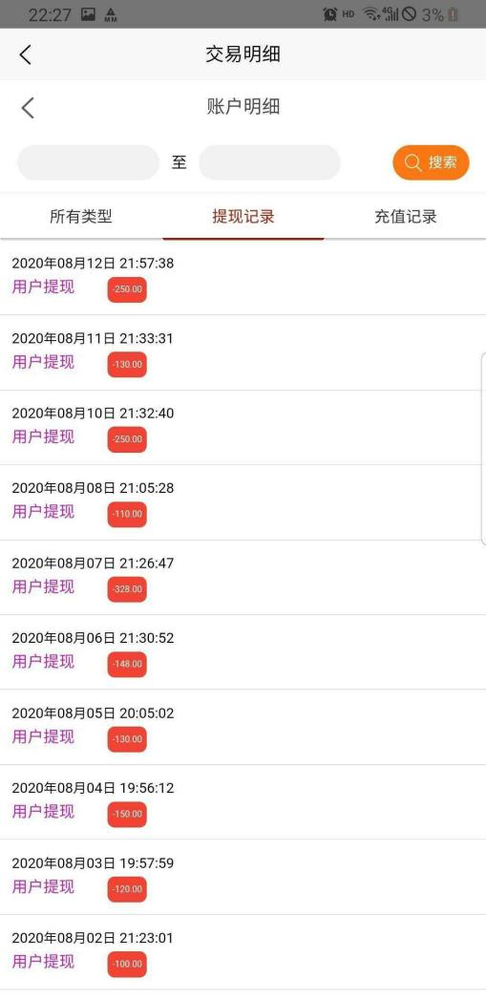 22:27
HD 4G 3%
交易明细
账户明细
至 搜索
所有类型 提现记录 充值记录
2020年08月12日 21:57:38
用户提现 -250.00
2020年08月11日 21:33:31
用户提现 -130.00
2020年08月10日 21:32:40
用户提现 -250.00
2020年08月08日 21:05:28
用户提现 -110.00
2020年08月07日 21:26:47
用户提现 -328.00
2020年08月06日 21:30:52
用户提现 -148.00
2020年08月05日 20:05:02
用户提现 -130.00
2020年08月04日 19:56:12
用户提现 -150.00
2020年08月03日 19:57:59
用户提现 -120.00
2020年08月02日 21:23:01
用户提现 -100.00